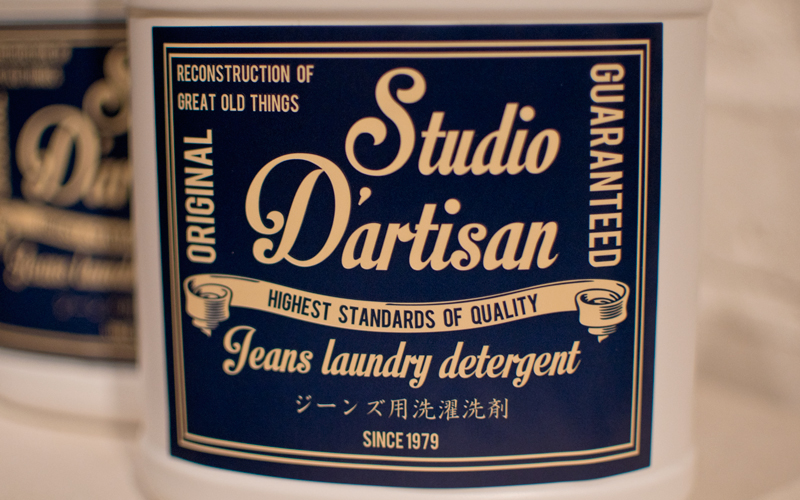 RECONSTRUCTION OF
GREAT OLD THINGS
ORIGINAL
Studio
D'artisan
GUARANTEED
HIGHEST STANDARDS OF QUALITY
Jeans laundry detergent
ジーンズ用洗濯洗剤
SINCE 1979